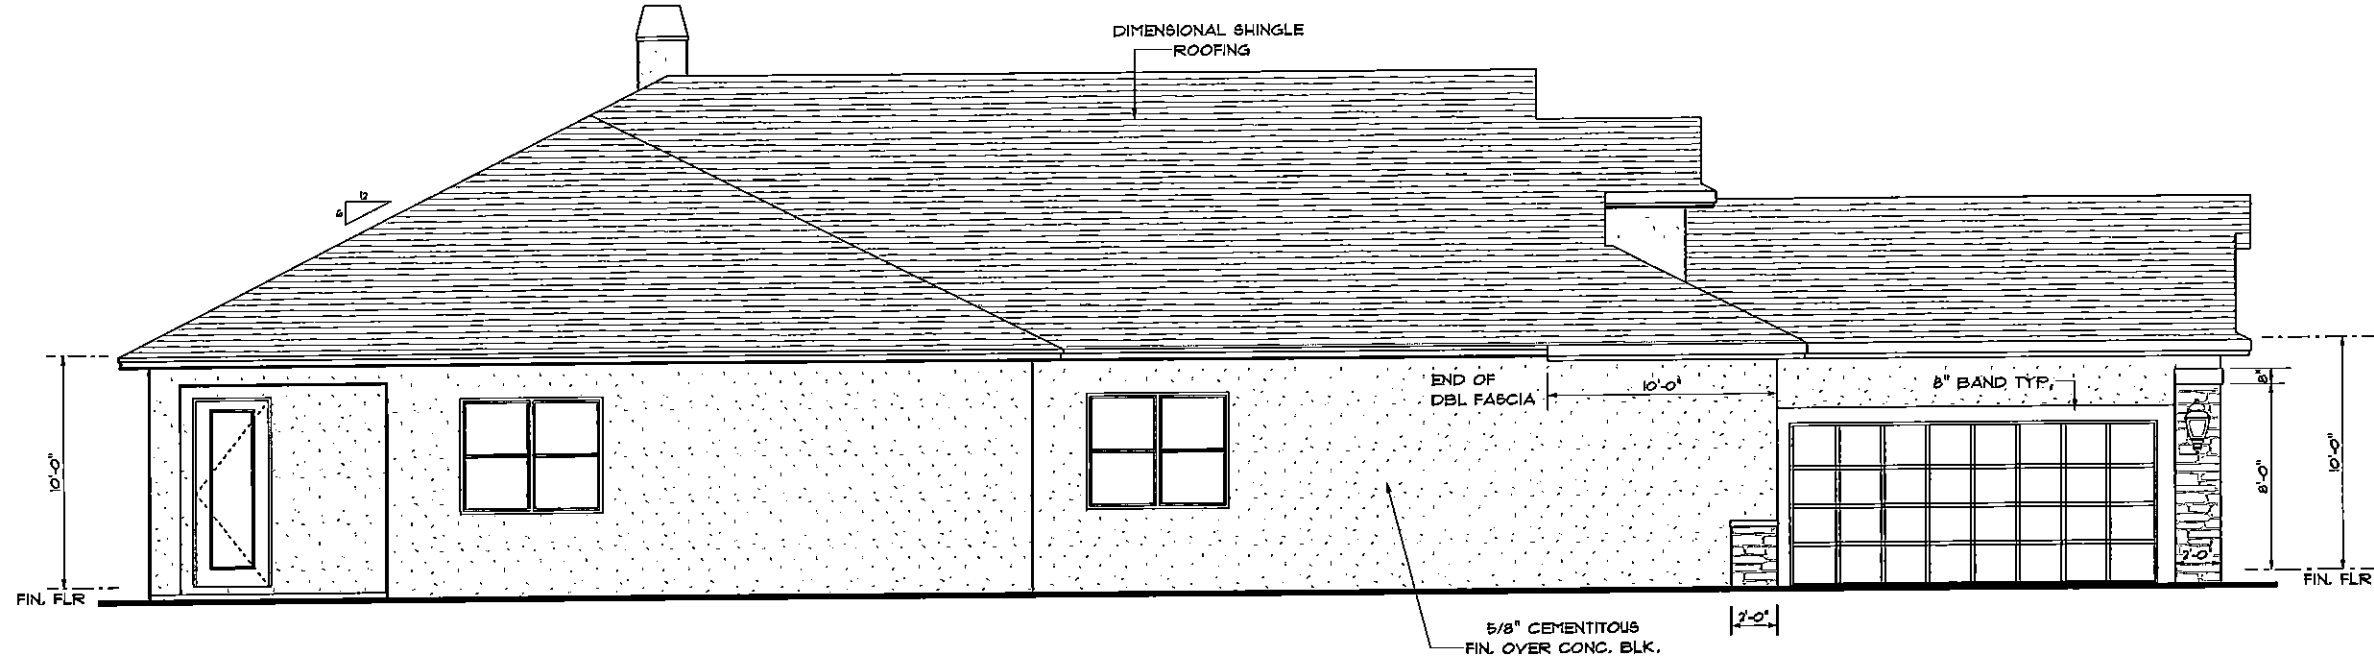 DIMENSIONAL SHINGLE
ROOFING
12
6
END OF
DBL FASCIA
10'-0"
8" BAND TYP.
8"
10'-0"
8'-0"
10'-0"
2'-0"
FIN. FLR
FIN. FLR
2'-0"
5/8" CEMENTITOUS
FIN. OVER CONC. BLK.